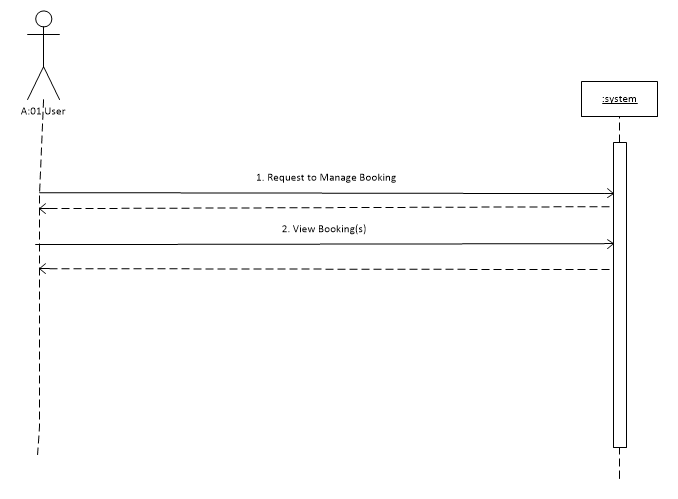 A:01 User
:system
1. Request to Manage Booking
2. View Booking(s)